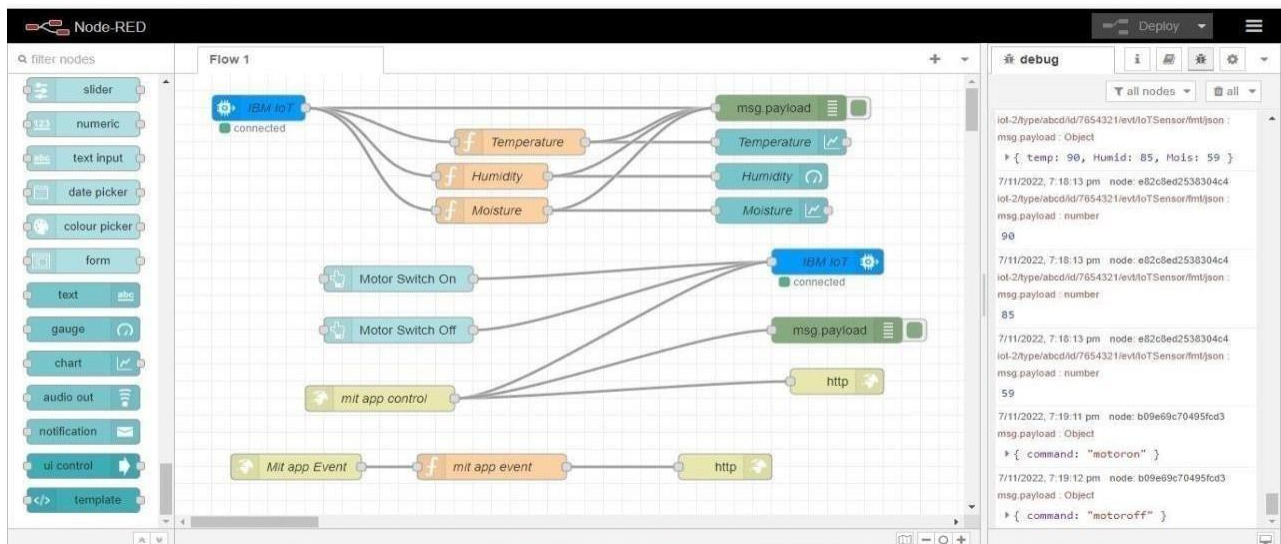 Node-RED
Deploy
filter nodes
slider
numeric
text input
date picker
colour picker
form
text
gauge
chart
audio out
notification
ui control
template
Flow 1
IBM IoT
connected
Temperature
Humidity
Moisture
msg.payload
Temperature
Humidity
Moisture
Motor Switch On
Motor Switch Off
IBM IoT
connected
msg.payload
mit app control
http
Mit app Event
mit app event
http
debug
all nodes
all
iot-2/type/abcd/id/7654321/evt/IoTSensor/fmt/json :
msg.payload : Object
{ temp: 90, Humid: 85, Mois: 59 }
7/11/2022, 7:18:13 pm node: e82c8ed2538304c4
iot-2/type/abcd/id/7654321/evt/IoTSensor/fmt/json :
msg.payload : number
90
7/11/2022, 7:18:13 pm node: e82c8ed2538304c4
iot-2/type/abcd/id/7654321/evt/IoTSensor/fmt/json :
msg.payload : number
85
7/11/2022, 7:18:13 pm node: e82c8ed2538304c4
iot-2/type/abcd/id/7654321/evt/IoTSensor/fmt/json :
msg.payload : number
59
7/11/2022, 7:19:11 pm node: b09e69c70495fcd3
msg.payload : Object
{ command: "motoron" }
7/11/2022, 7:19:12 pm node: b09e69c70495fcd3
msg.payload : Object
{ command: "motoroff" }